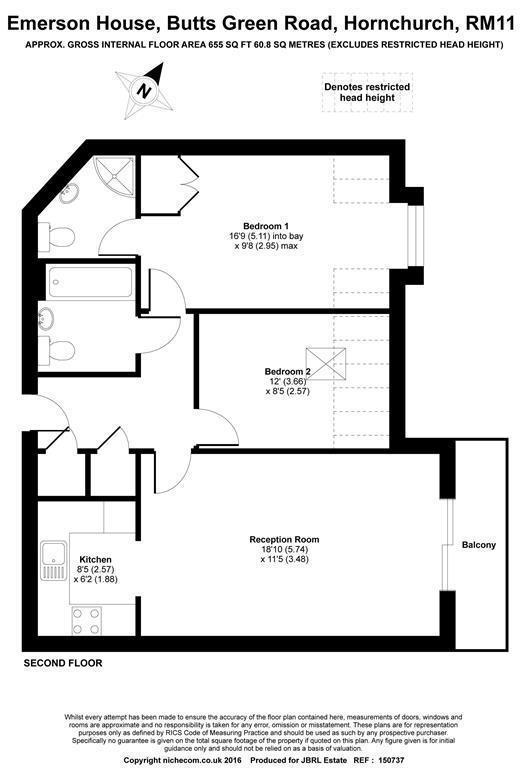 Emerson House, Butts Green Road, Hornchurch, RM11
APPROX. GROSS INTERNAL FLOOR AREA 655 SQ FT 60.8 SQ METRES (EXCLUDES RESTRICTED HEAD HEIGHT)
N
Denotes restricted
head height
Bedroom 1
16'9 (5.11) into bay
x 9'8 (2.95) max
Bedroom 2
12' (3.66)
x 8'5 (2.57)
Reception Room
18'10 (5.74)
x 11'5 (3.48)
Balcony
Kitchen
8'5 (2.57)
x 6'2 (1.88)
SECOND FLOOR
Whilst every attempt has been made to ensure the accuracy of the floor plan contained here, measurements of doors, windows and
rooms are approximate and no responsibility is taken for any error, omission or misstatement. These plans are for representation
purposes only as defined by RICS Code of Measuring Practice and should be used as such by any prospective purchaser.
Specifically no guarantee is given on the total square footage of the property if quoted on this plan. Any figure given is for initial
guidance only and should not be relied on as a basis of valuation.
Copyright nichecom.co.uk 2016 Produced for JBRL Estate REF : 150737